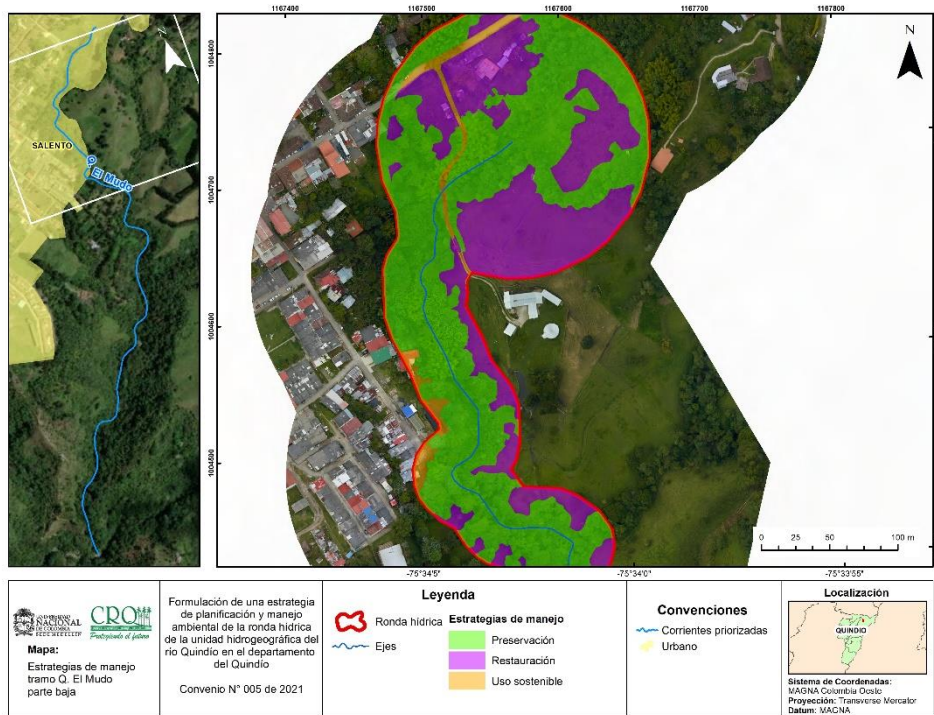 1167400 1167500 1167600 1167700 1167800
N
SALENTO
Q. El Mudo
N
1004800
1004700
1004600
1004500
0 25 50 100 m
-75°34'5" -75°34'0" -75°33'55"
UNIVERSIDAD
NACIONAL
DE COLOMBIA
SEDE MEDELLÍN
CRQ
Protegiendo el futuro
Mapa:
Estrategias de manejo
tramo Q. El Mudo
parte baja
Formulación de una estrategia
de planificación y manejo
ambiental de la ronda hídrica
de la unidad hidrogeográfica del
río Quindío en el departamento
del Quindío
Convenio N° 005 de 2021
Leyenda
Ronda hídrica
Ejes
Estrategias de manejo
Preservación
Restauración
Uso sostenible
Convenciones
Corrientes priorizadas
Urbano
Localización
QUINDIO
Sistema de Coordenadas:
MAGNA Colombia Oeste
Proyección: Transverse Mercator
Datum: MAGNA